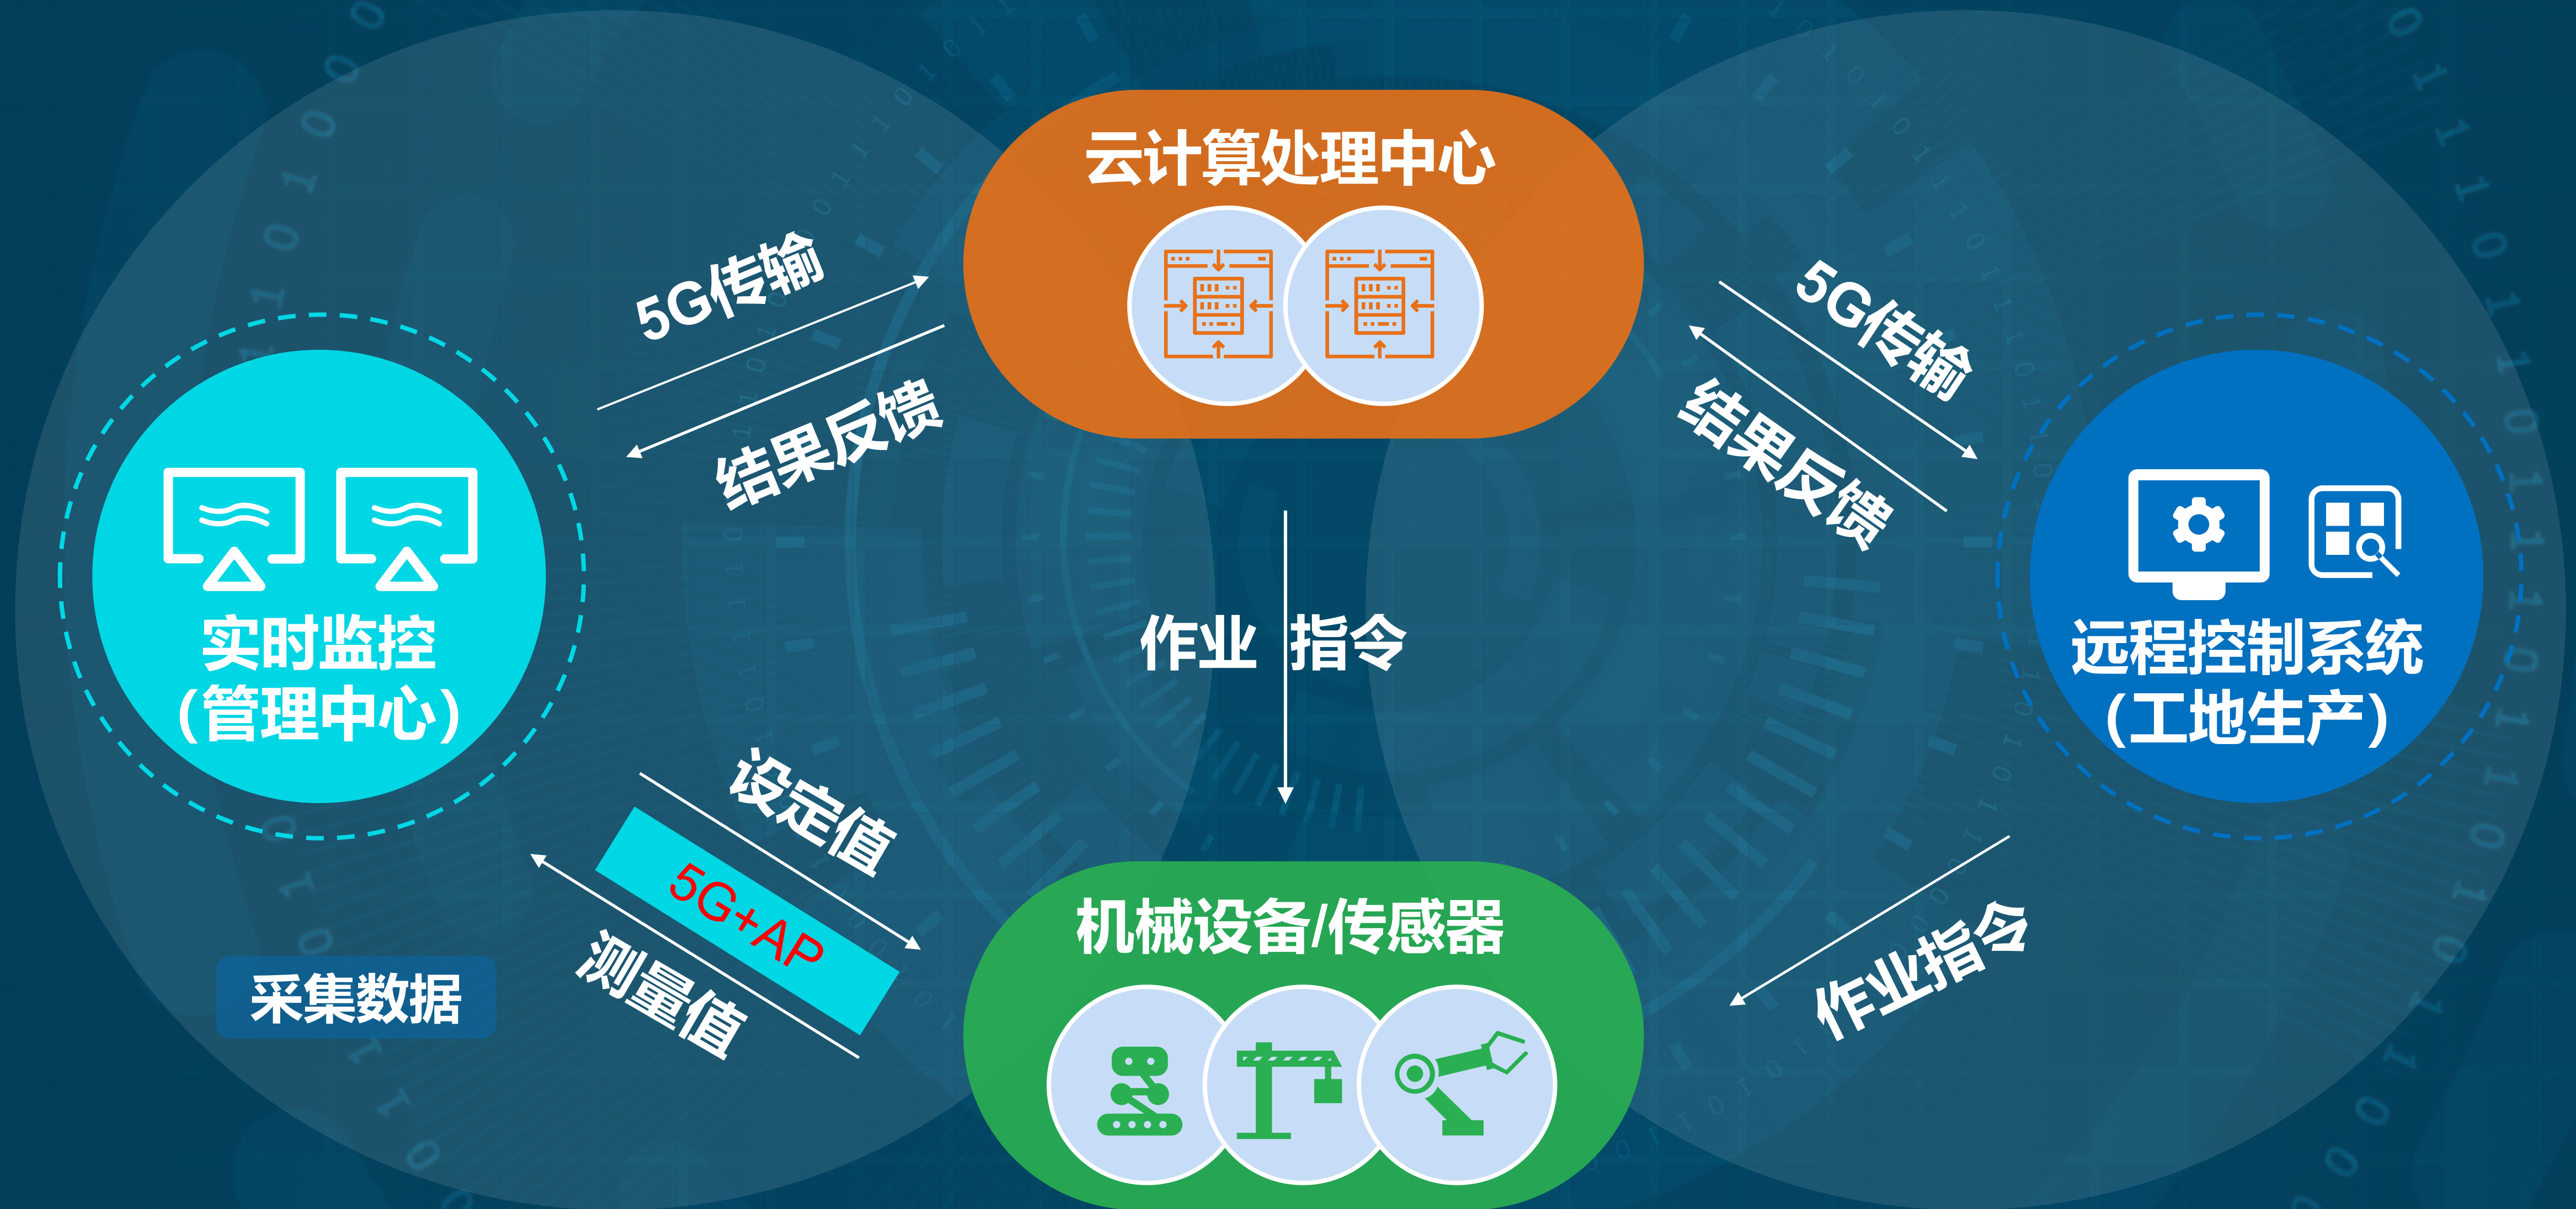 云计算处理中心
5G传输
结果反馈
5G传输
结果反馈
实时监控
（管理中心）
作业 指令
远程控制系统
（工地生产）
设定值
5G+AP
测量值
采集数据
机械设备/传感器
作业指令